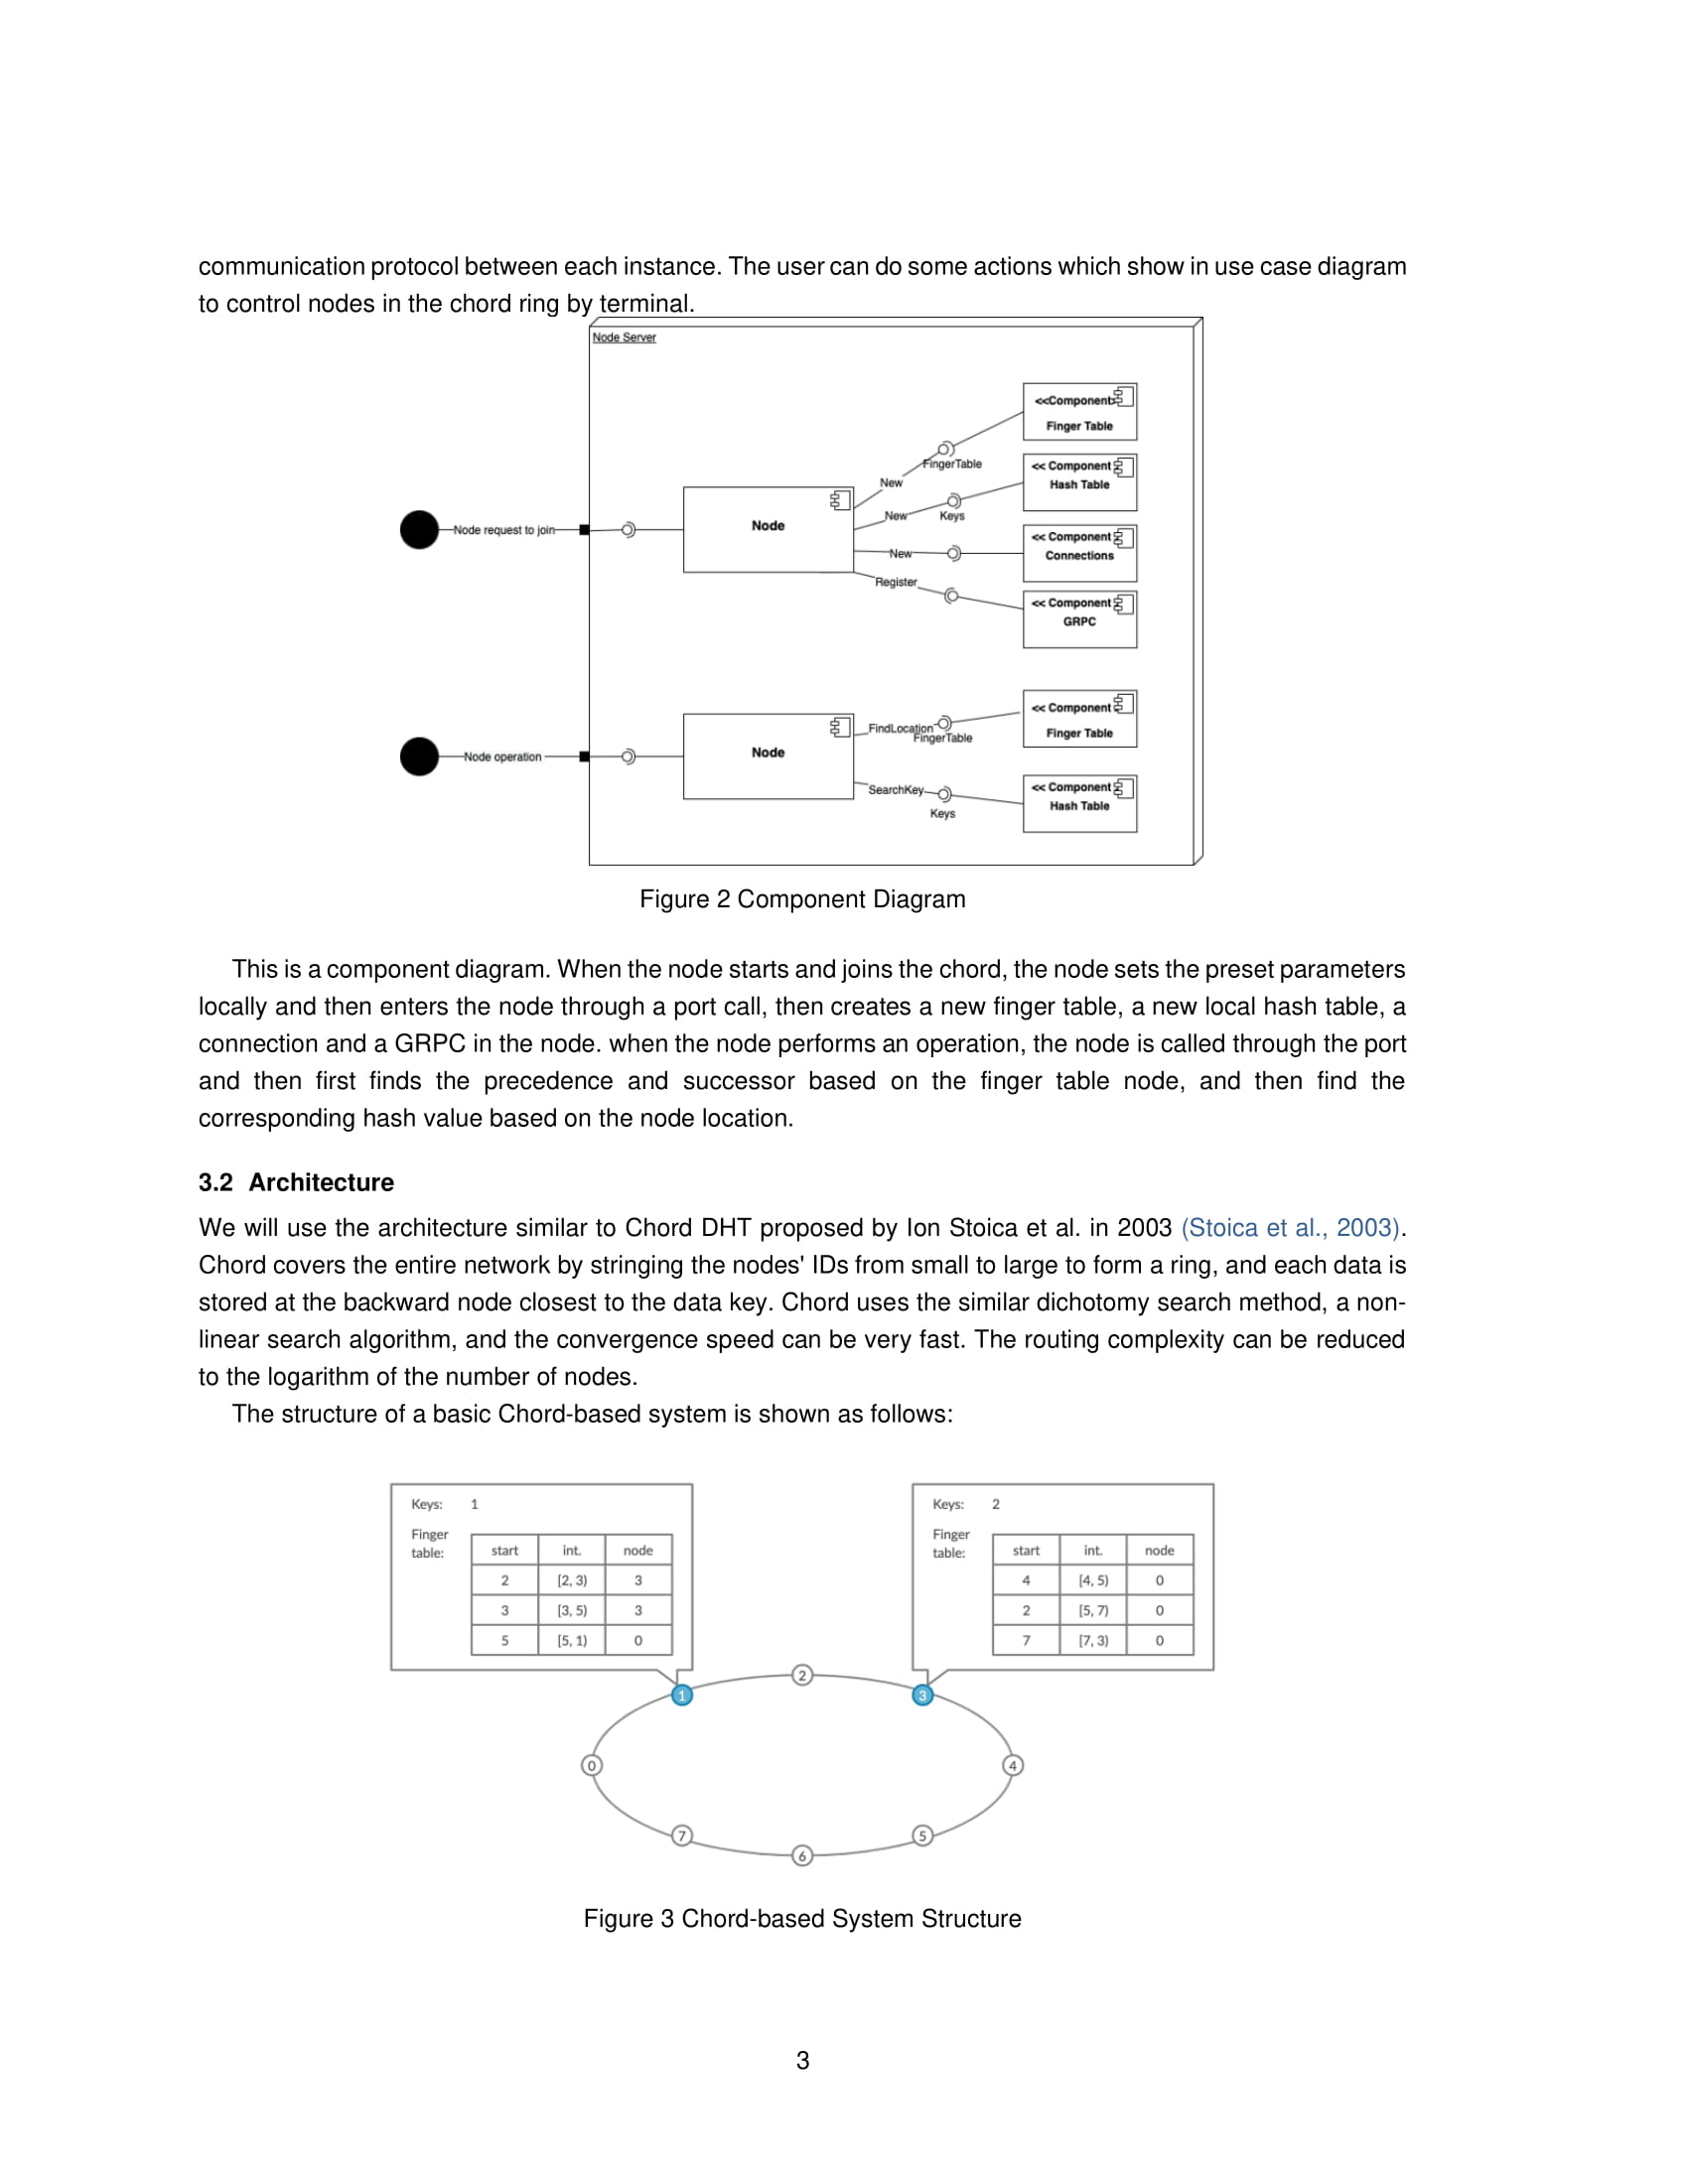 communication protocol between each instance. The user can do some actions which show in use case diagram
to control nodes in the chord ring by terminal.
Node Server
<<Component>
Finger Table
FingerTable
New
<< Component
Hash Table
New
Keys
Node request to join
Node
<< Component
Connections
New
Register
<< Component
GRPC
<< Component
Finger Table
FindLocation
FingerTable
Node operation
Node
SearchKey
Keys
<< Component
Hash Table
Figure 2 Component Diagram
This is a component diagram. When the node starts and joins the chord, the node sets the preset parameters
locally and then enters the node through a port call, then creates a new finger table, a new local hash table, a
connection and a GRPC in the node. when the node performs an operation, the node is called through the port
and then first finds the precedence and successor based on the finger table node, and then find the
corresponding hash value based on the node location.
3.2 Architecture
We will use the architecture similar to Chord DHT proposed by Ion Stoica et al. in 2003 (Stoica et al., 2003).
Chord covers the entire network by stringing the nodes' IDs from small to large to form a ring, and each data is
stored at the backward node closest to the data key. Chord uses the similar dichotomy search method, a non-
linear search algorithm, and the convergence speed can be very fast. The routing complexity can be reduced
to the logarithm of the number of nodes.
The structure of a basic Chord-based system is shown as follows:
Keys: 1
Finger
table:
start int. node
2 [2, 3) 3
3 [3, 5) 3
5 [5, 1) 0
Keys: 2
Finger
table:
start int. node
4 [4, 5) 0
2 [5, 7) 0
7 [7, 3) 0
2
1
3
0
4
7
5
6
Figure 3 Chord-based System Structure
3